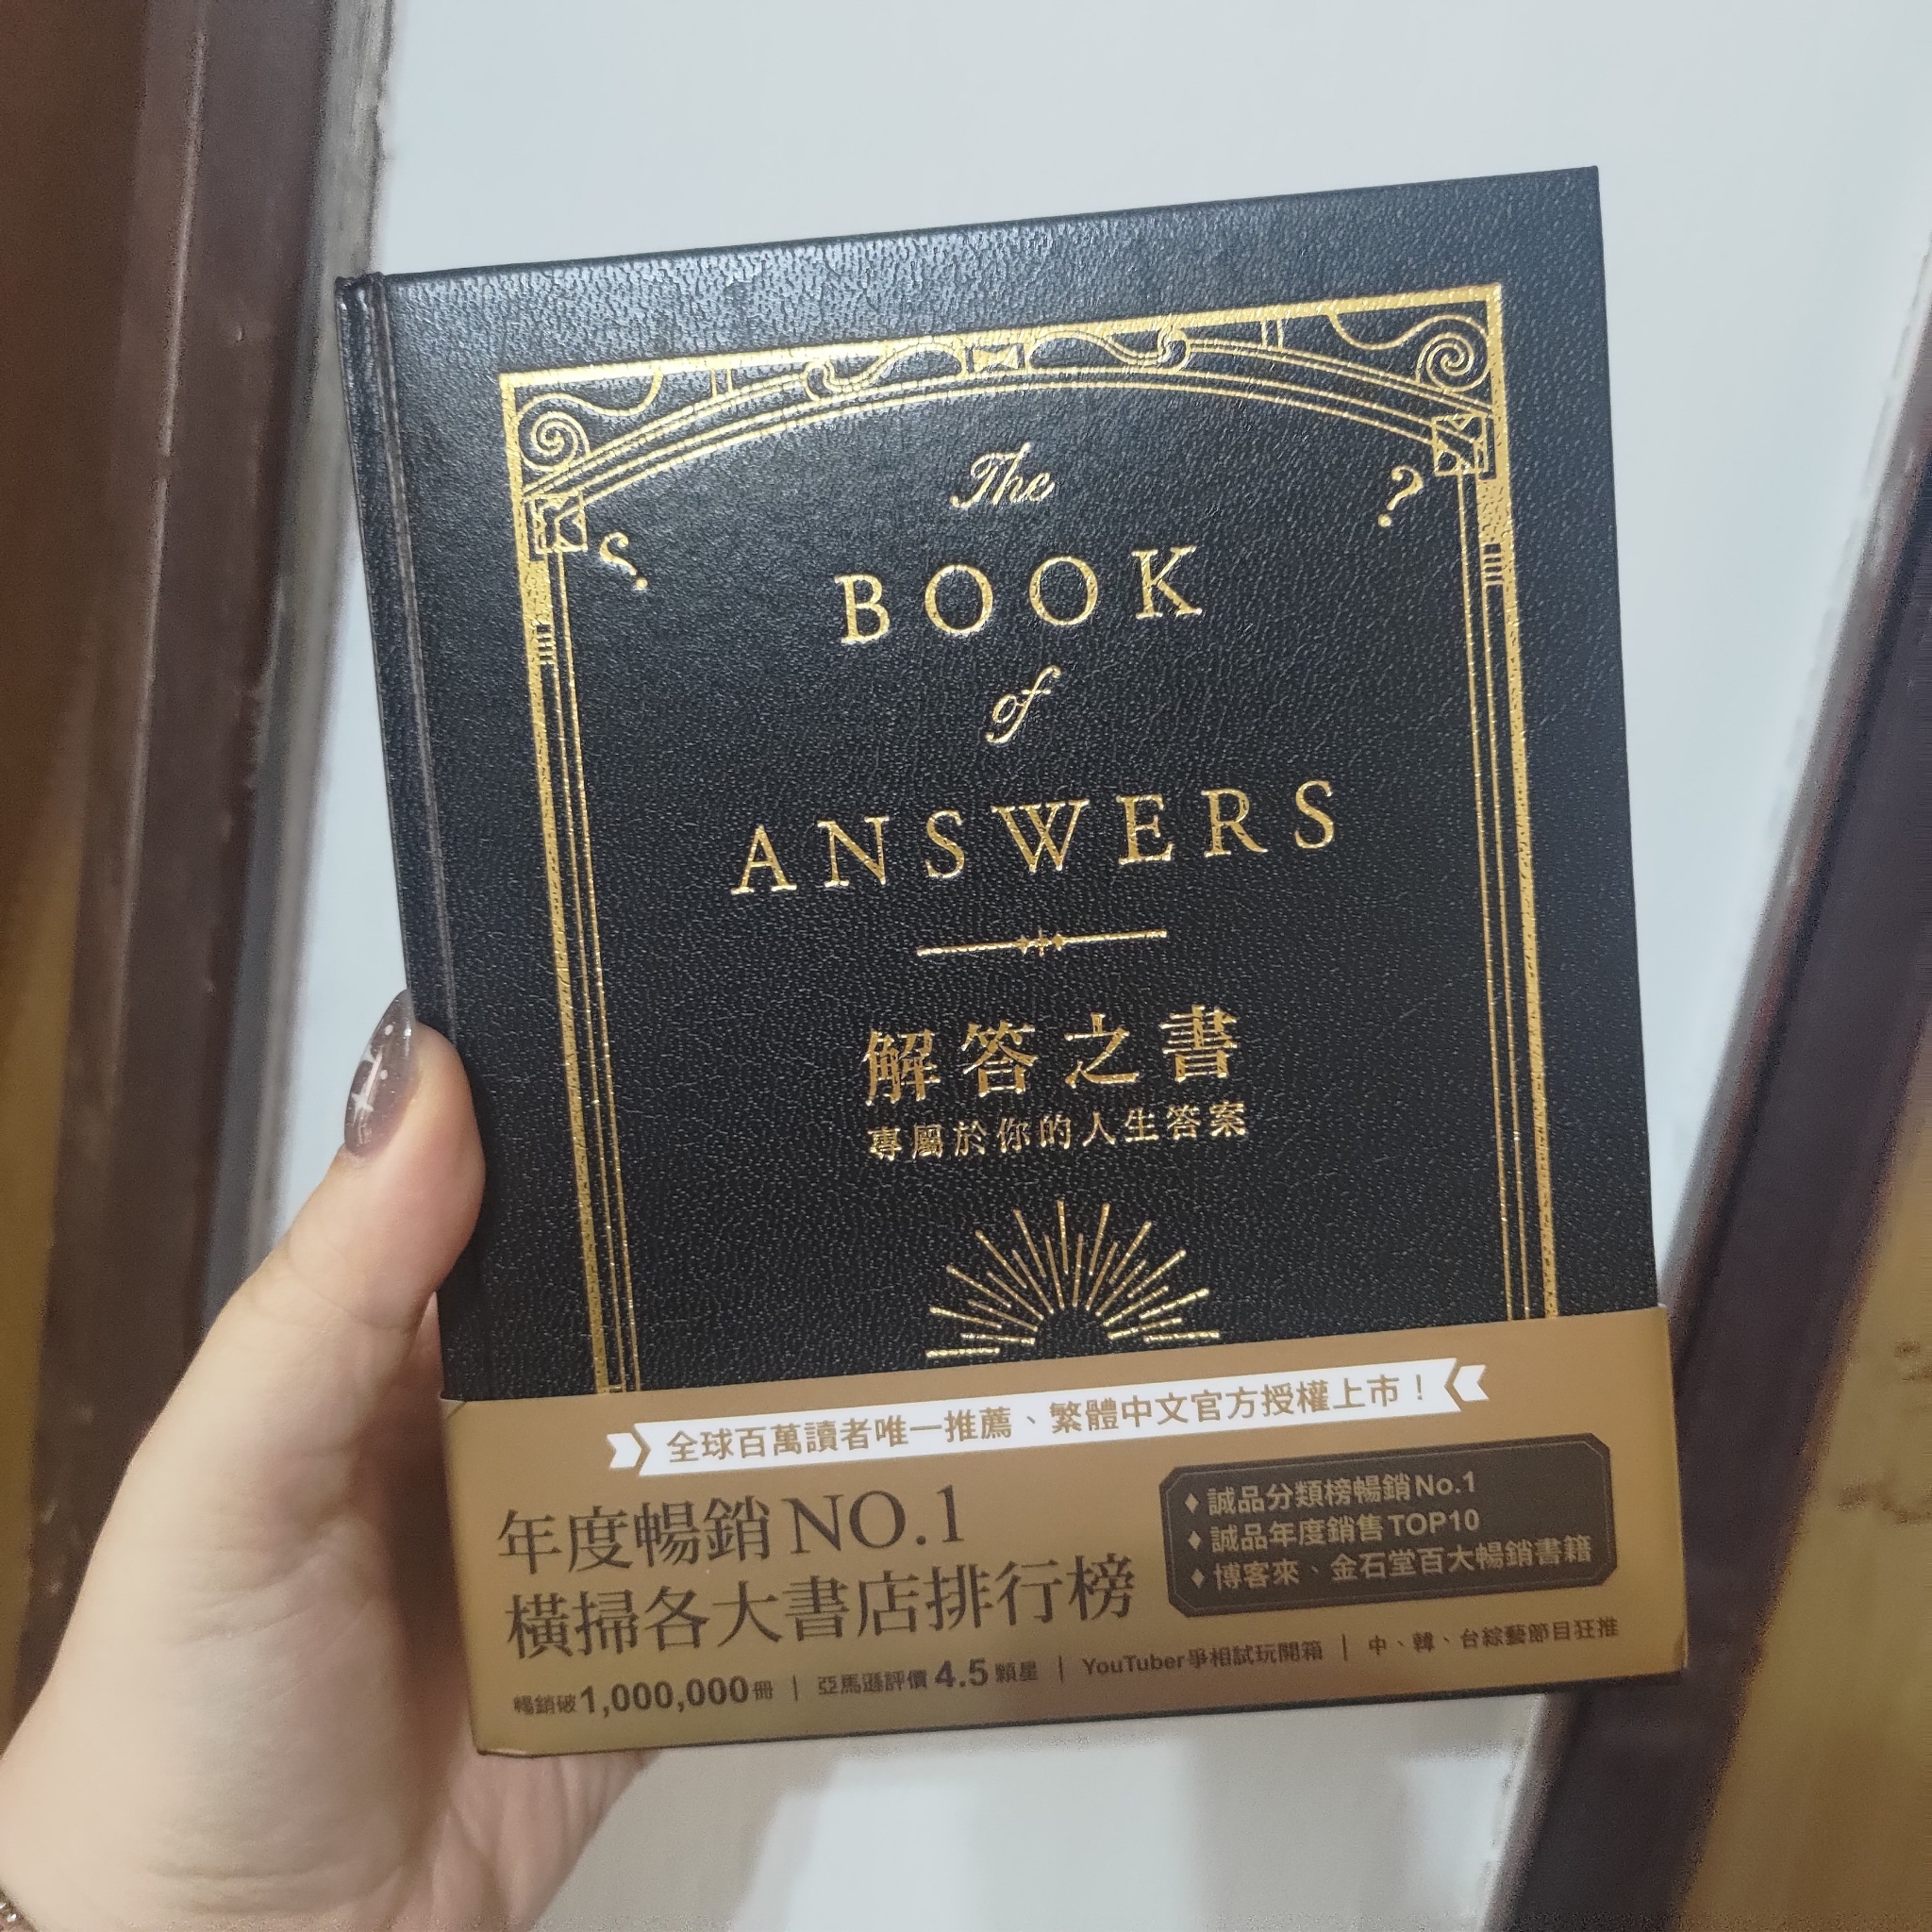 The
BOOK
of
ANSWERS
解答之書
專屬於你的人生答案
全球百萬讀者唯一推薦、繁體中文官方授權上市！
年度暢銷NO.1
橫掃各大書店排行榜
♦ 誠品分類榜暢銷No.1
♦ 誠品年度銷售TOP10
♦ 博客來、金石堂百大暢銷書籍
暢銷破1,000,000冊 | 亞馬遜評價4.5顆星 | YouTuber爭相試玩開箱 | 中、韓、台綜藝節目狂推